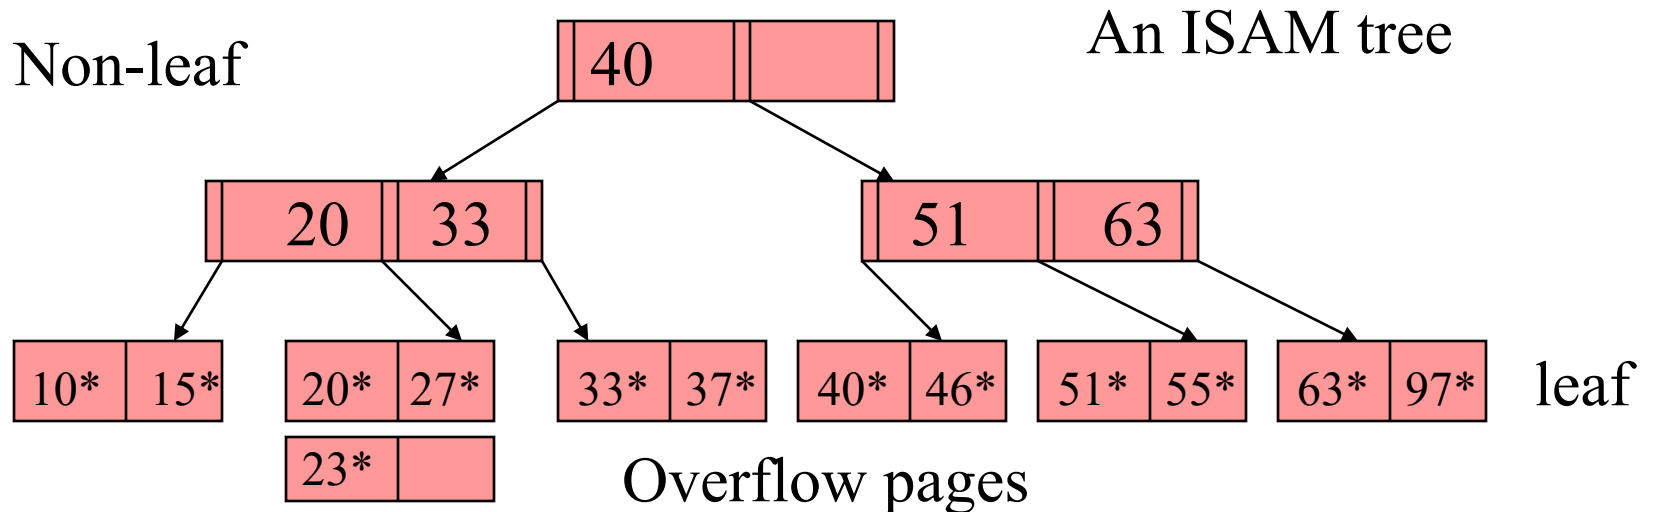 An ISAM tree
Non-leaf
40
20 33
51 63
10* 15*
20* 27*
33* 37*
40* 46*
51* 55*
63* 97*
leaf
23*
Overflow pages